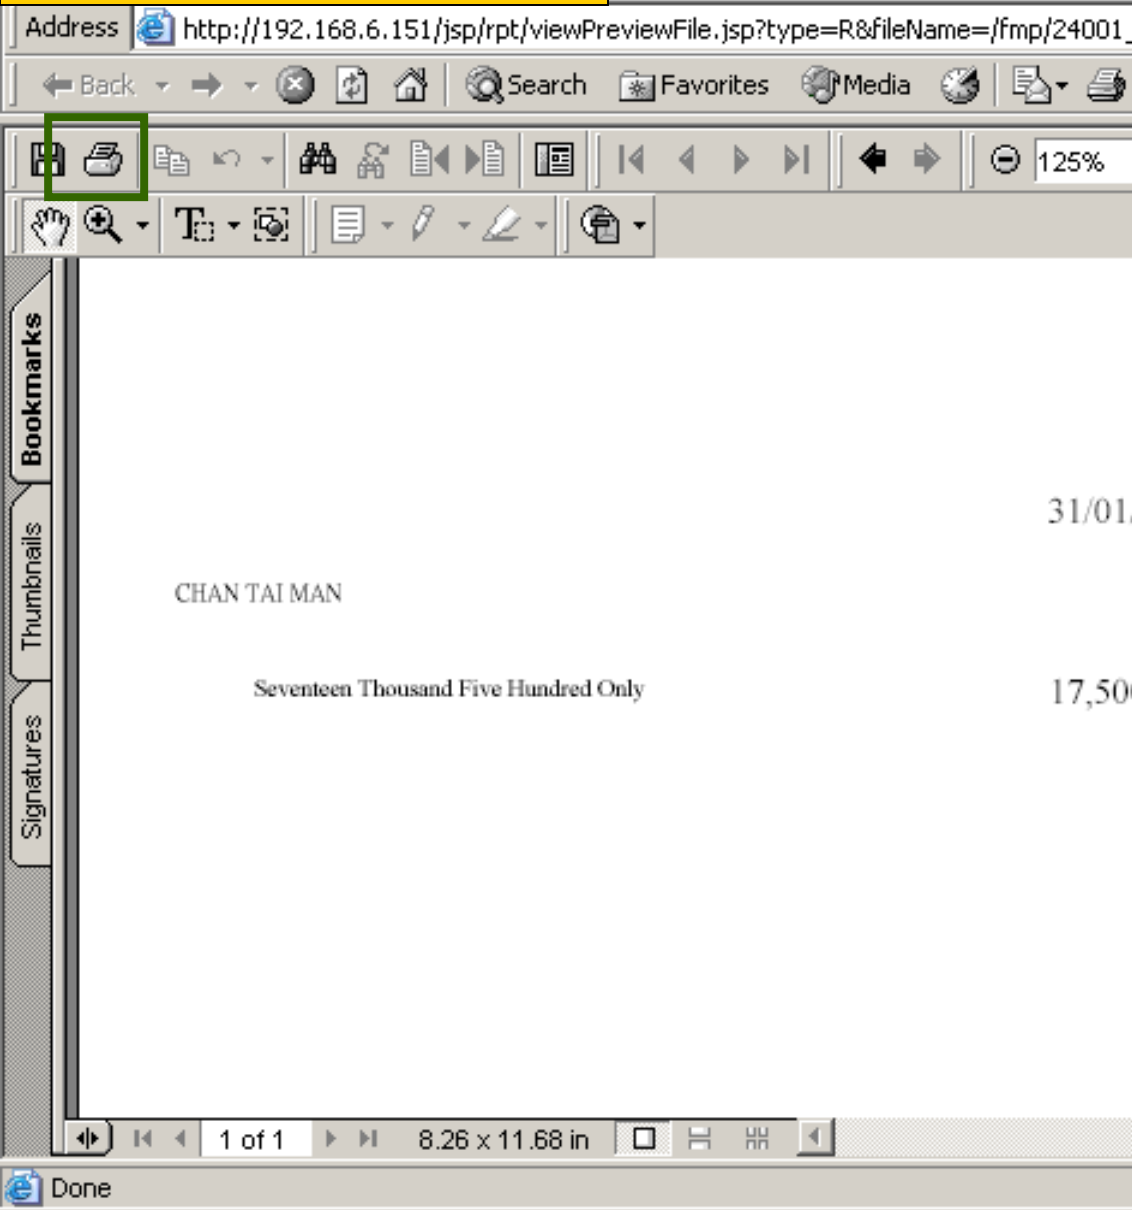 Address http://192.168.6.151/jsp/rpt/viewPreviewFile.jsp?type=R&fileName=/fmp/24001_
Back Search Favorites Media
125%
Bookmarks
Thumbnails
Signatures
31/01
CHAN TAI MAN
Seventeen Thousand Five Hundred Only 17,50
1 of 1 8.26 x 11.68 in
Done